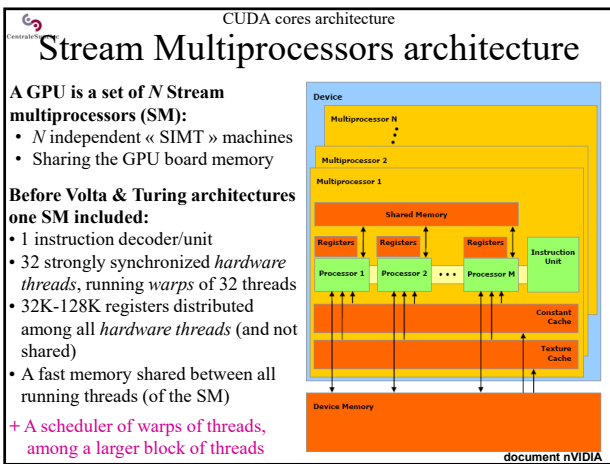 CUDA cores architecture
CentraleSupélec
Stream Multiprocessors architecture
A GPU is a set of N Stream
multiprocessors (SM):
• N independent « SIMT » machines
• Sharing the GPU board memory
Before Volta & Turing architectures
one SM included:
• 1 instruction decoder/unit
• 32 strongly synchronized hardware
threads, running warps of 32 threads
• 32K-128K registers distributed
among all hardware threads (and not
shared)
• A fast memory shared between all
running threads (of the SM)
+ A scheduler of warps of threads,
among a larger block of threads
Device
Multiprocessor N
Multiprocessor 2
Multiprocessor 1
Shared Memory
Registers Registers Registers
Processor 1 Processor 2 ••• Processor M
Instruction
Unit
Constant
Cache
Texture
Cache
Device Memory
document nVIDIA